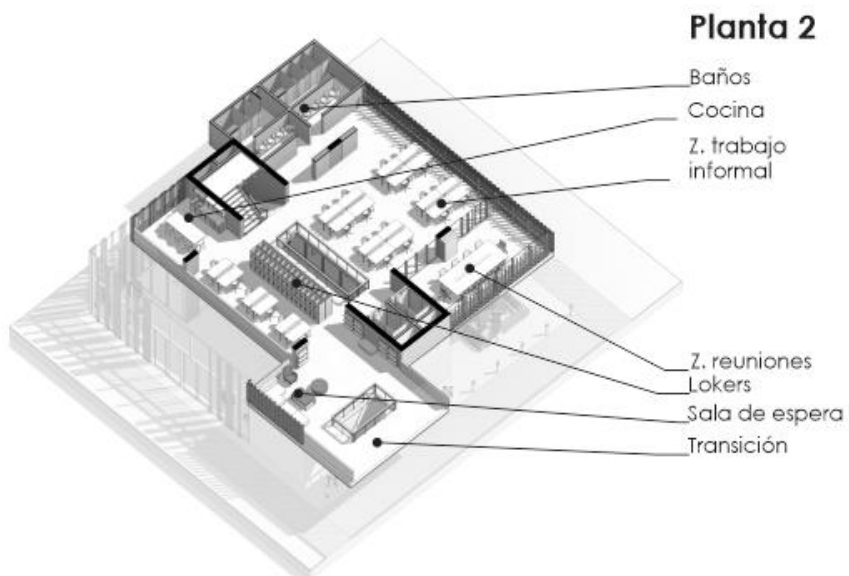 Planta 2
Baños
Cocina
Z. trabajo
informal
Z. reuniones
Lokers
Sala de espera
Transición